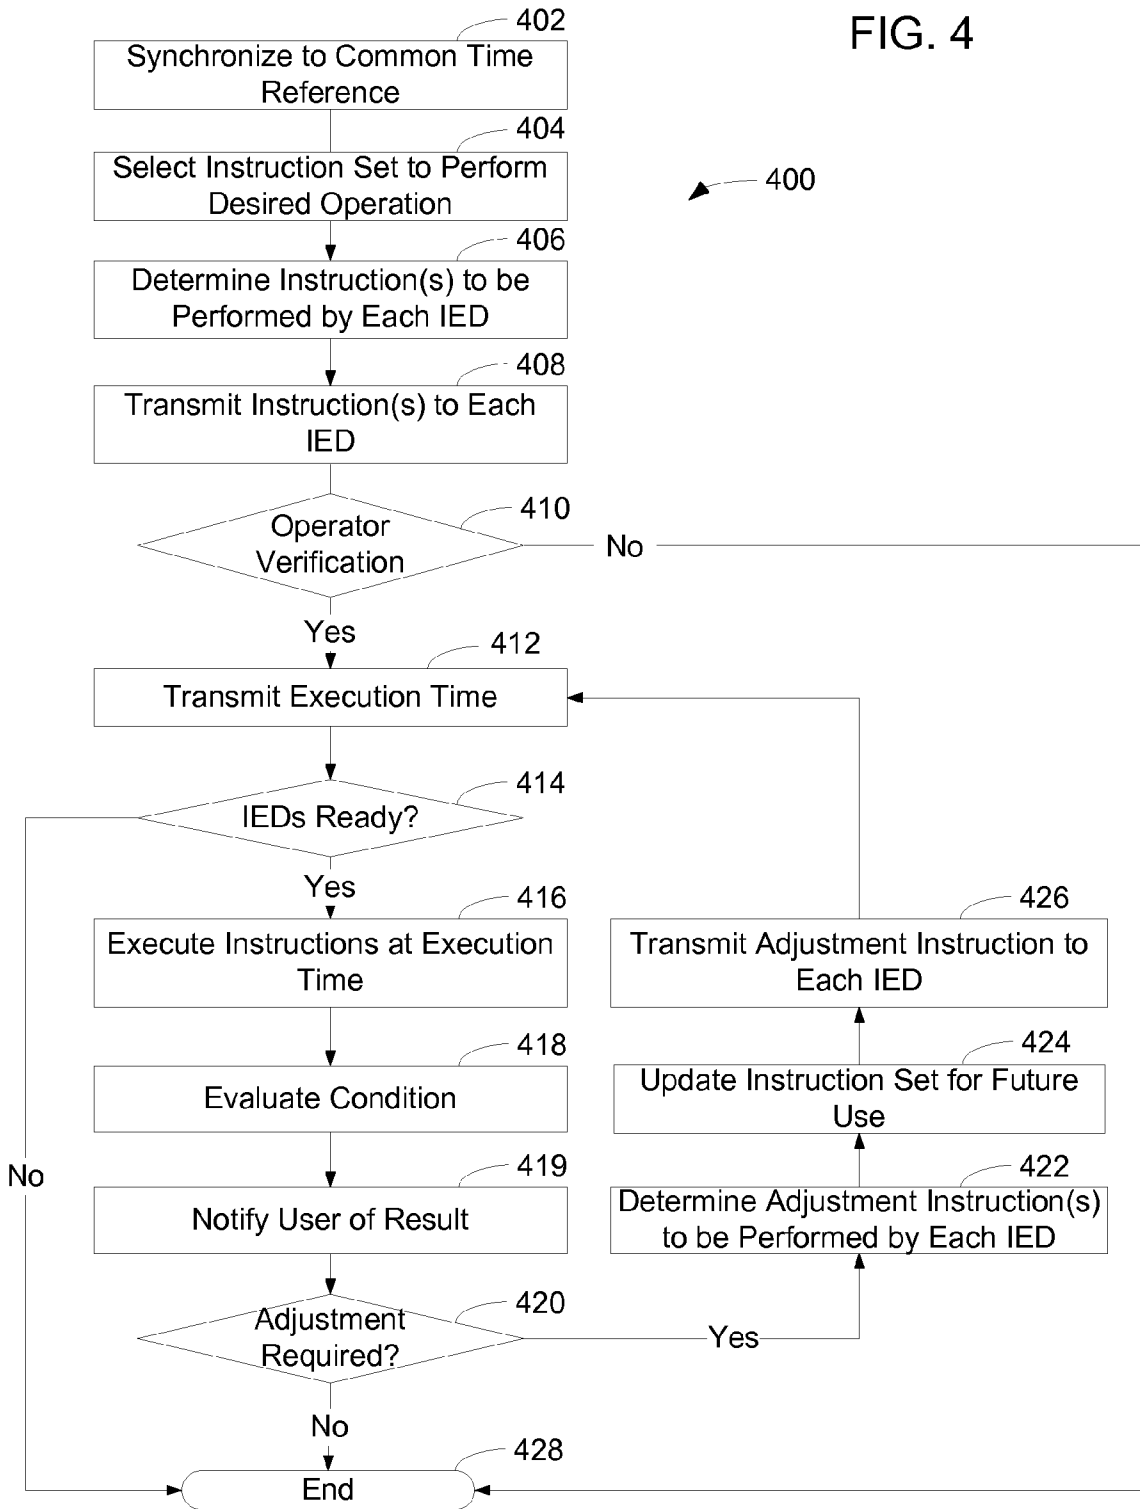 FIG. 4
400
402
Synchronize to Common Time
Reference
404
Select Instruction Set to Perform
Desired Operation
406
Determine Instruction(s) to be
Performed by Each IED
408
Transmit Instruction(s) to Each
IED
410
Operator
Verification
No
Yes
412
Transmit Execution Time
414
IEDs Ready?
Yes
416
Execute Instructions at Execution
Time
418
Evaluate Condition
No
419
Notify User of Result
420
Adjustment
Required?
Yes
No
428
End
426
Transmit Adjustment Instruction to
Each IED
424
Update Instruction Set for Future
Use
422
Determine Adjustment Instruction(s)
to be Performed by Each IED